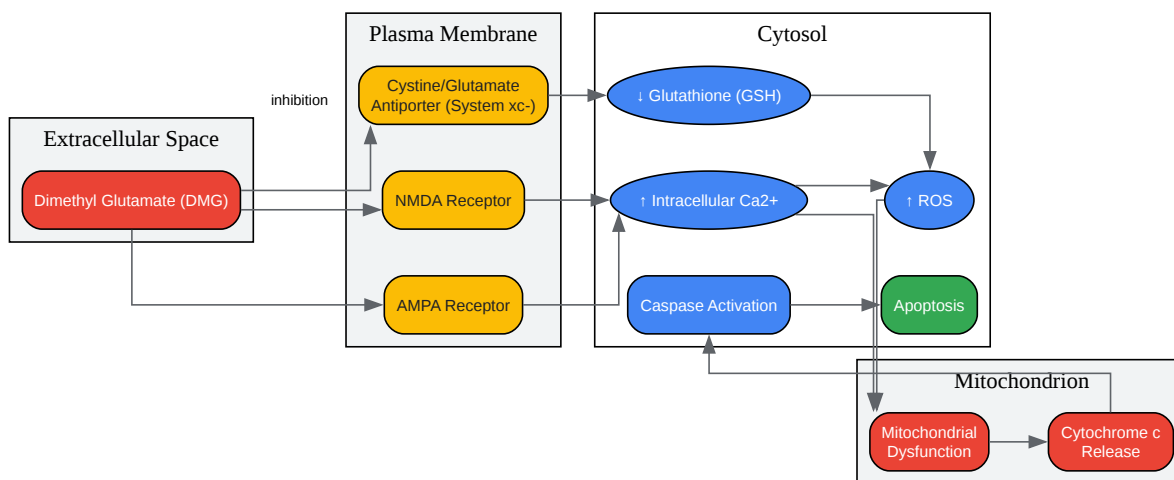 Plasma Membrane
Cytosol
Cystine/Glutamate
Antiporter (System xc-)
↓ Glutathione (GSH)
inhibition
Extracellular Space
Dimethyl Glutamate (DMG)
NMDA Receptor
↑ Intracellular Ca2+
↑ ROS
AMPA Receptor
Caspase Activation
Apoptosis
Mitochondrion
Mitochondrial
Dysfunction
Cytochrome c
Release